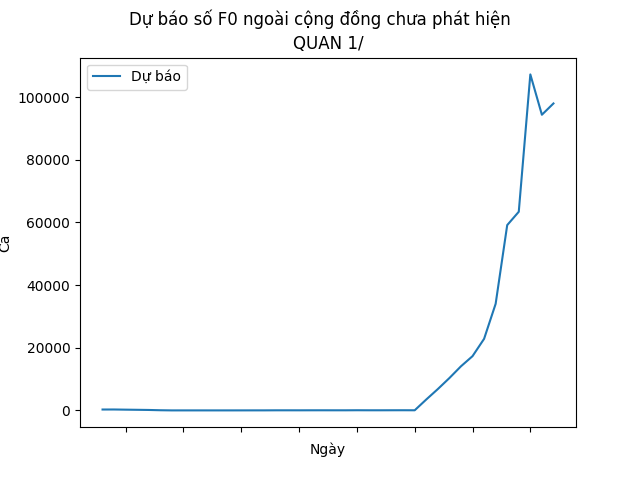 Dự báo số F0 ngoài cộng đồng chưa phát hiện
QUAN 1/
Dự báo
100000
80000
60000
40000
20000
0
Ca
Ngày